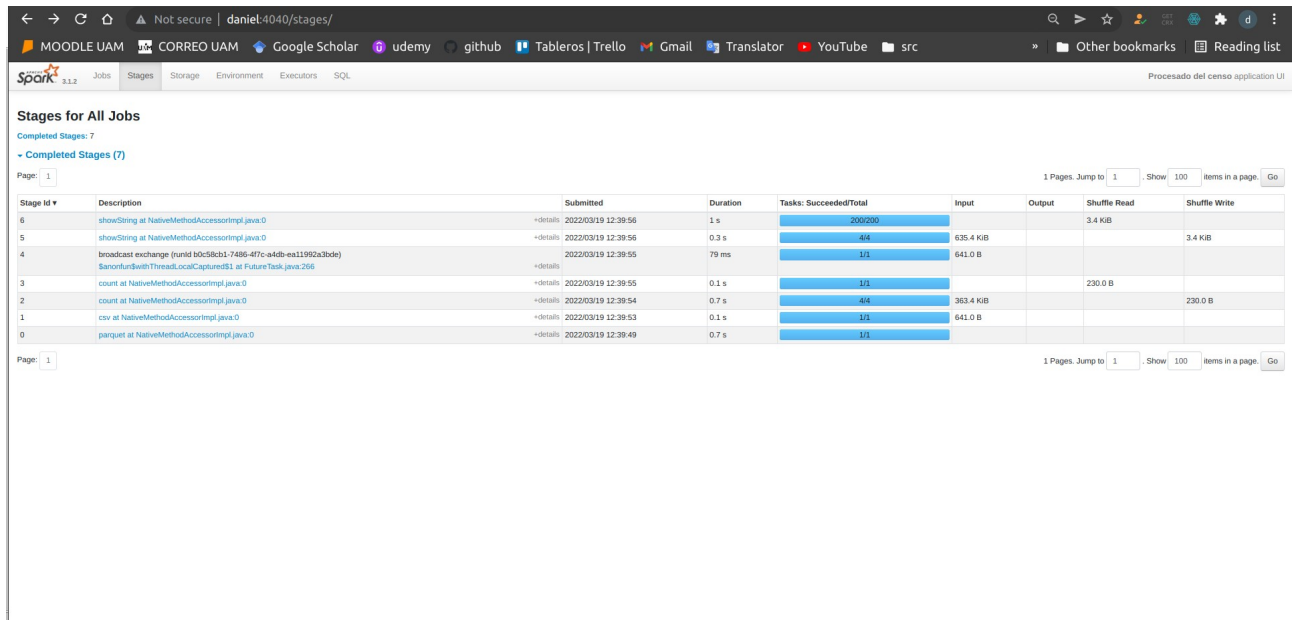 Not secure | daniel:4040/stages/
MOODLE UAM CORREO UAM Google Scholar udemy github Tableros | Trello Gmail Translator YouTube src » Other bookmarks Reading list
APACHE Spark 3.1.2 Jobs Stages Storage Environment Executors SQL Procesado del censo application UI
Stages for All Jobs
Completed Stages: 7
Completed Stages (7)
Page: 1 1 Pages. Jump to 1 . Show 100 items in a page. Go
Stage Id ▾ Description Submitted Duration Tasks: Succeeded/Total Input Output Shuffle Read Shuffle Write
6 showString at NativeMethodAccessorImpl.java:0 +details 2022/03/19 12:39:56 1 s 200/200 3.4 KiB
5 showString at NativeMethodAccessorImpl.java:0 +details 2022/03/19 12:39:56 0.3 s 4/4 635.4 KiB 3.4 KiB
4 broadcast exchange (runId b0c58cb1-7486-4f7c-a4db-ea11992a3bde) 2022/03/19 12:39:55 79 ms 1/1 641.0 B
$anonfun$withThreadLocalCaptured$1 at FutureTask.java:266 +details
3 count at NativeMethodAccessorImpl.java:0 +details 2022/03/19 12:39:55 0.1 s 1/1 230.0 B
2 count at NativeMethodAccessorImpl.java:0 +details 2022/03/19 12:39:54 0.7 s 4/4 363.4 KiB 230.0 B
1 csv at NativeMethodAccessorImpl.java:0 +details 2022/03/19 12:39:53 0.1 s 1/1 641.0 B
0 parquet at NativeMethodAccessorImpl.java:0 +details 2022/03/19 12:39:49 0.7 s 1/1
Page: 1 1 Pages. Jump to 1 . Show 100 items in a page. Go